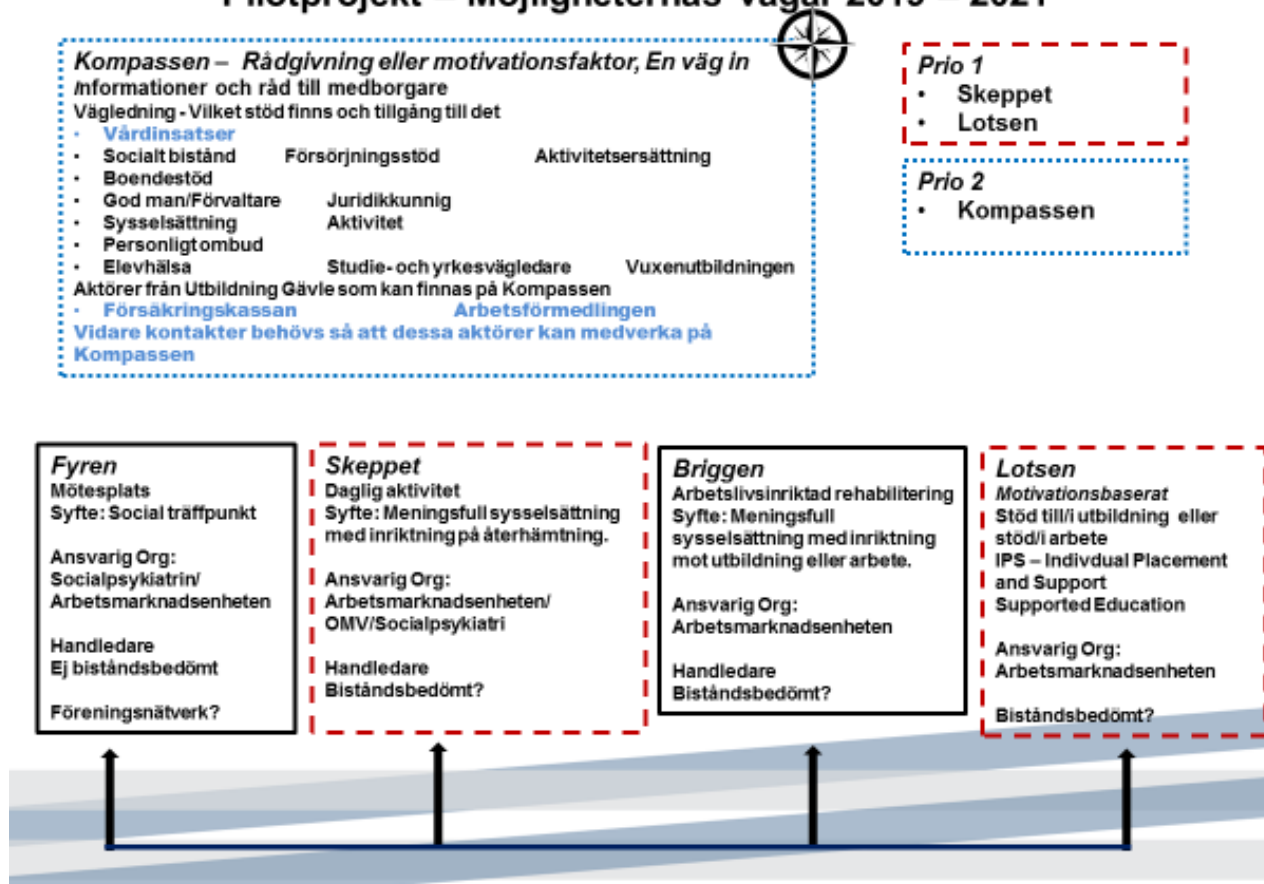 Pilotprojekt – Möjligheternas vägar 2019 – 2021
Kompassen – Rådgivning eller motivationsfaktor, En väg in
Informationer och råd till medborgare
Vägledning - Vilket stöd finns och tillgång till det
• Vårdinsatser
• Socialt bistånd Försörjningsstöd Aktivitetsersättning
• Boendestöd
• God man/Förvaltare Juridikkunnig
• Sysselsättning Aktivitet
• Personligt ombud
• Elevhälsa Studie- och yrkesvägledare Vuxenutbildningen
Aktörer från Utbildning Gävle som kan finnas på Kompassen
• Försäkringskassan Arbetsförmedlingen
Vidare kontakter behövs så att dessa aktörer kan medverka på
Kompassen
Prio 1
• Skeppet
• Lotsen
Prio 2
• Kompassen
Fyren
Mötesplats
Syfte: Social träffpunkt
Ansvarig Org:
Socialpsykiatrin/
Arbetsmarknadsenheten
Handledare
Ej biståndsbedömt
Föreningsnätverk?
Skeppet
Daglig aktivitet
Syfte: Meningsfull sysselsättning
med inriktning på återhämtning.
Ansvarig Org:
Arbetsmarknadsenheten/
OMV/Socialpsykiatri
Handledare
Biståndsbedömt?
Briggen
Arbetslivsinriktad rehabilitering
Syfte: Meningsfull
sysselsättning med inriktning
mot utbildning eller arbete.
Ansvarig Org:
Arbetsmarknadsenheten
Handledare
Biståndsbedömt?
Lotsen
Motivationsbaserat
Stöd till/i utbildning eller
stöd/i arbete
IPS – Indivdual Placement
and Support
Supported Education
Ansvarig Org:
Arbetsmarknadsenheten
Biståndsbedömt?